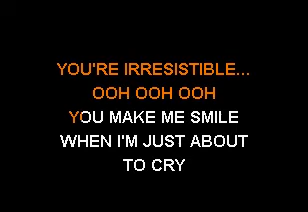 YOU'RE IRRESISTIBLE...
OOH OOH OOH
YOU MAKE ME SMILE
WHEN I'M JUST ABOUT
TO CRY